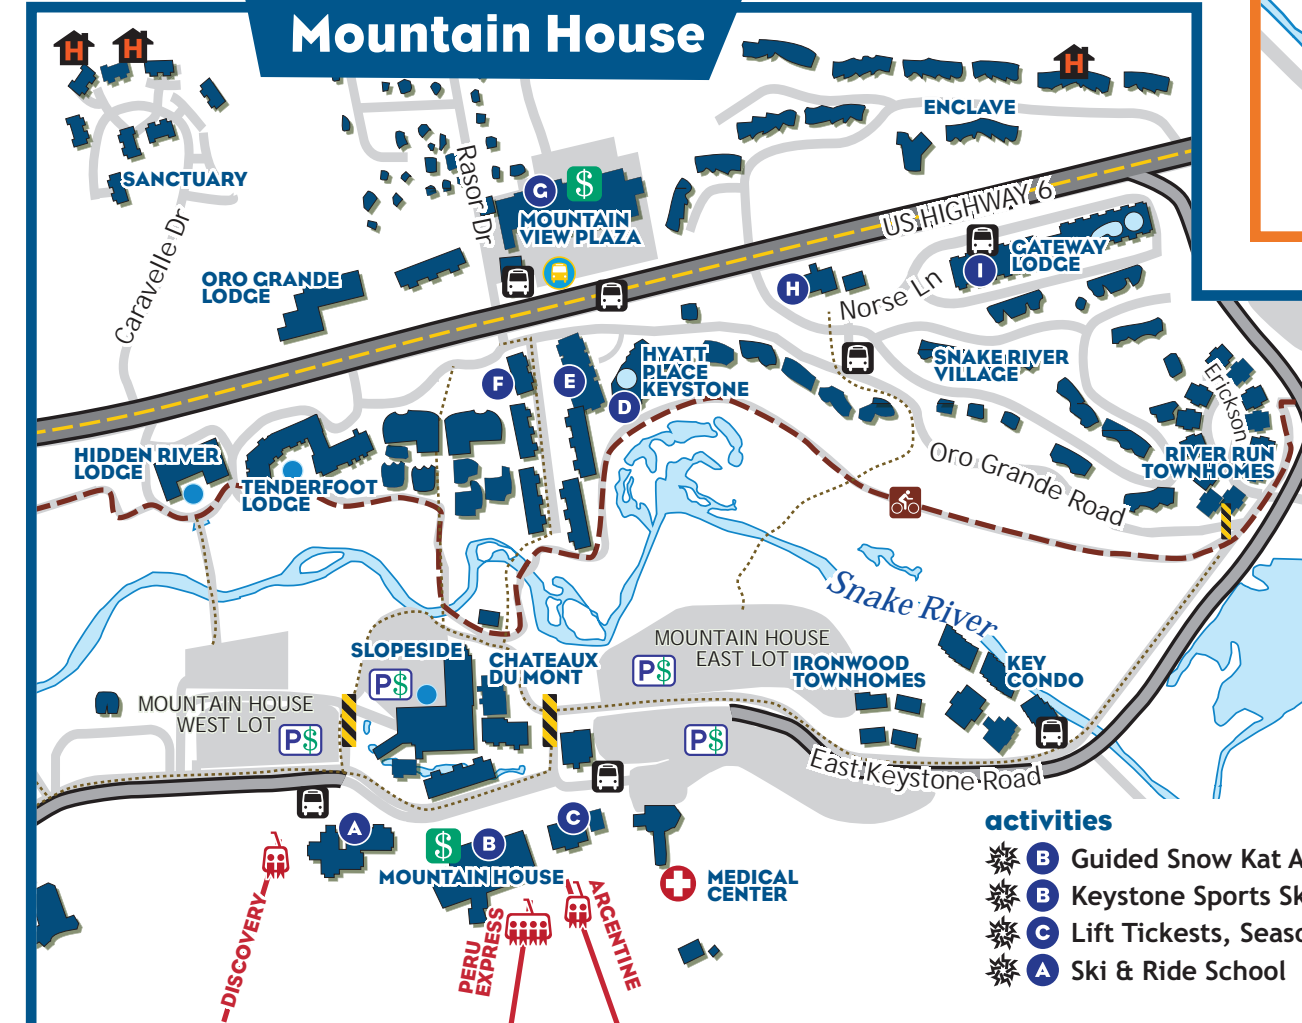 Mountain House
H
H
H
ENCLAVE
SANCTUARY
Rasor Dr
G
$
MOUNTAIN
VIEW PLAZA
US HIGHWAY 6
Caravelle Dr
I
GATEWAY
LODGE
ORO GRANDE
LODGE
H
Norse Ln
F
E
D
HYATT
PLACE
KEYSTONE
SNAKE RIVER
VILLAGE
Erickson
HIDDEN RIVER
LODGE
TENDERFOOT
LODGE
Oro Grande Road
RIVER RUN
TOWNHOMES
Snake River
SLOPESIDE
P$
CHATEAUX
DU MONT
MOUNTAIN HOUSE
EAST LOT
P$
IRONWOOD
TOWNHOMES
KEY
CONDO
MOUNTAIN HOUSE
WEST LOT
P$
P$
East Keystone Road
A
$
B
C
MOUNTAIN HOUSE
MEDICAL
CENTER
DISCOVERY
PERU
EXPRESS
ARGENTINE
activities
B Guided Snow Kat A
B Keystone Sports Sk
C Lift Tickests, Seaso
A Ski & Ride School